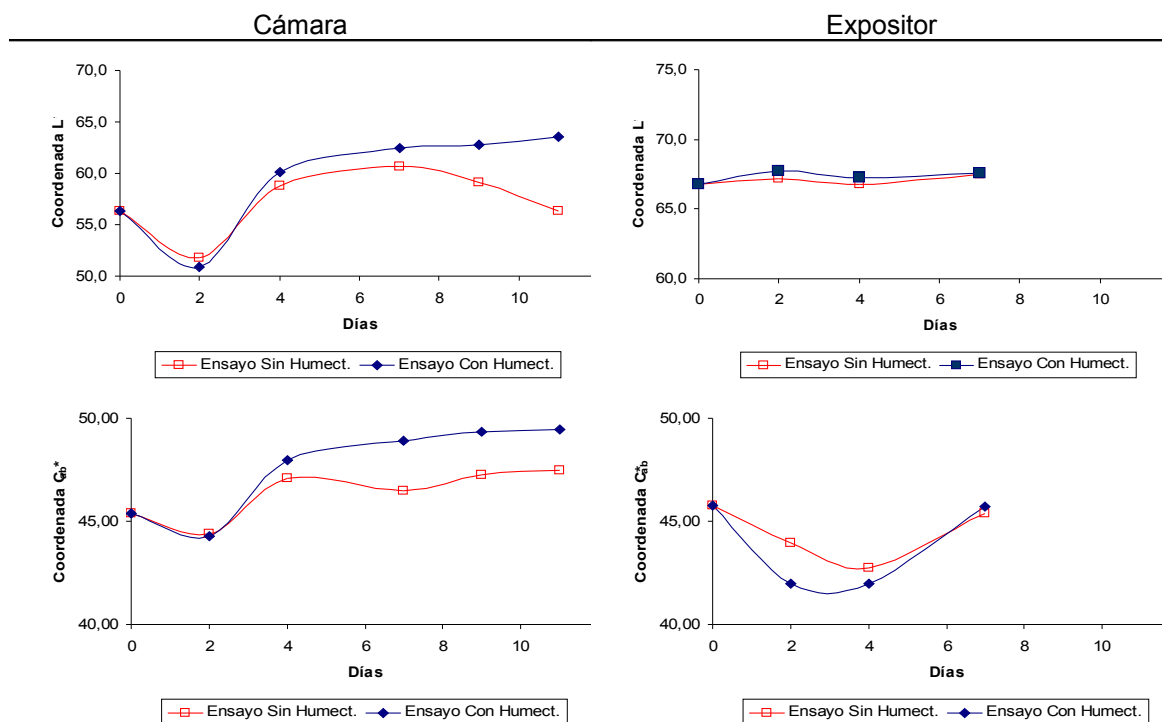 Cámara
Expositor
70,0
65,0
60,0
55,0
50,0
Coordenada L*
0 2 4 6 8 10
Días
Ensayo Sin Humect. Ensayo Con Humect.
75,0
70,0
65,0
60,0
Coordenada L*
0 2 4 6 8 10
Días
Ensayo Sin Humect. Ensayo Con Humect.
50,00
45,00
40,00
Coordenada C*ab
0 2 4 6 8 10
Días
Ensayo Sin Humect. Ensayo Con Humect.
50,00
45,00
40,00
Coordenada C*ab
0 2 4 6 8 10
Días
Ensayo Sin Humect. Ensayo Con Humect.